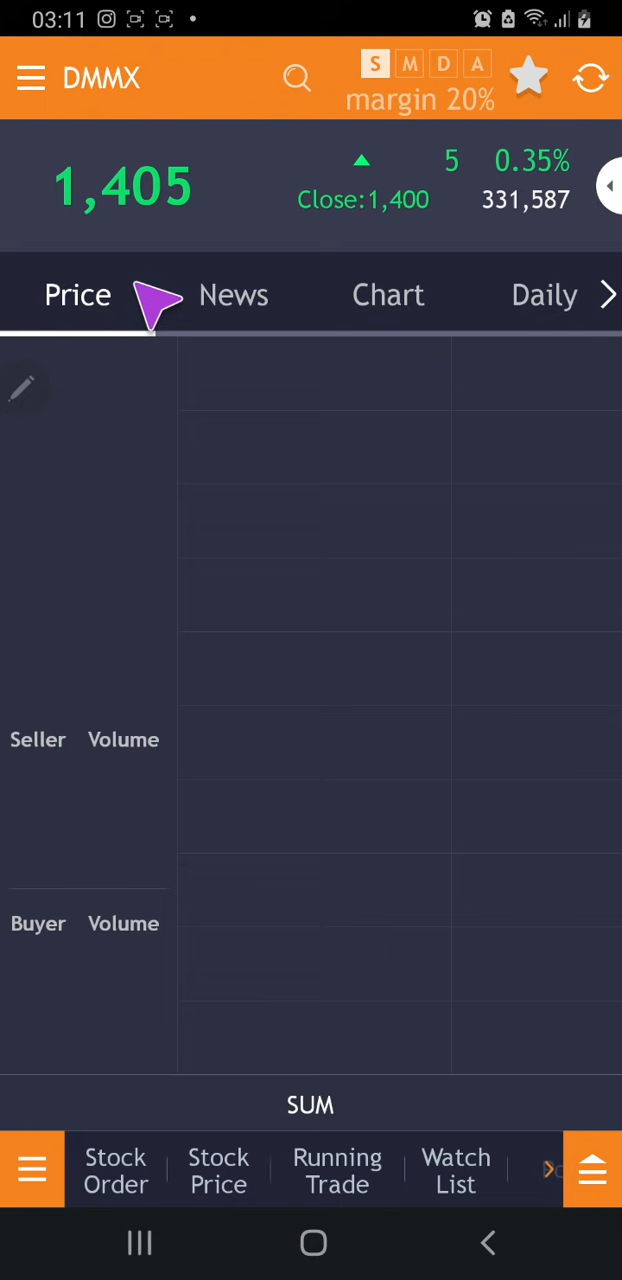 03:11
DMMX
S M D A
margin 20%
1,405
5 0.35%
Close:1,400 331,587
Price News Chart Daily
Seller Volume
Buyer Volume
SUM
Stock Order
Stock Price
Running Trade
Watch List